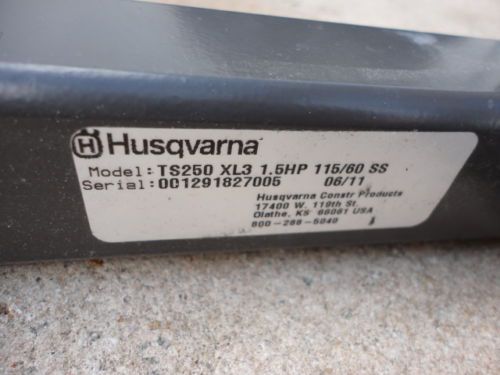 Husqvarna
Model: TS250 XL3 1.5HP 115/60 SS
Serial: 001291827005 06/11
Husqvarna Constr Products
17400 W. 119th St.
Olathe, KS 66061 USA
800-288-5040